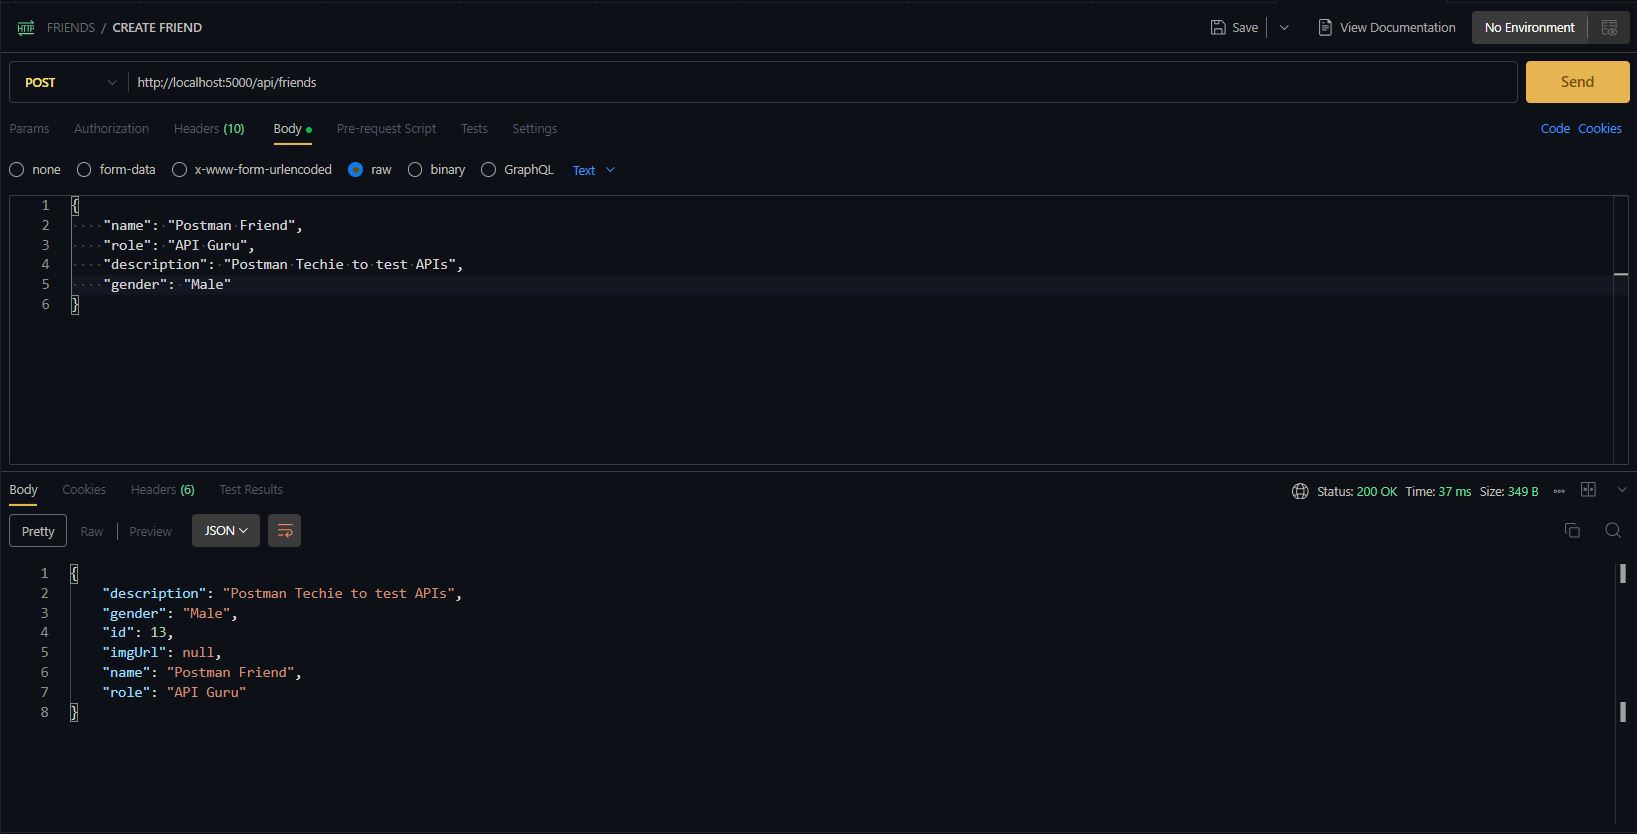 HTTP FRIENDS / CREATE FRIEND Save View Documentation No Environment
POST http://localhost:5000/api/friends Send
Params Authorization Headers (10) Body Pre-request Script Tests Settings Code Cookies
none form-data x-www-form-urlencoded raw binary GraphQL Text
1 {
2 "name": "Postman Friend",
3 "role": "API Guru",
4 "description": "Postman Techie to test APIs",
5 "gender": "Male"
6 }
Body Cookies Headers (6) Test Results Status: 200 OK Time: 37 ms Size: 349 B
Pretty Raw Preview JSON
1 {
2 "description": "Postman Techie to test APIs",
3 "gender": "Male",
4 "id": 13,
5 "imgUrl": null,
6 "name": "Postman Friend",
7 "role": "API Guru"
8 }